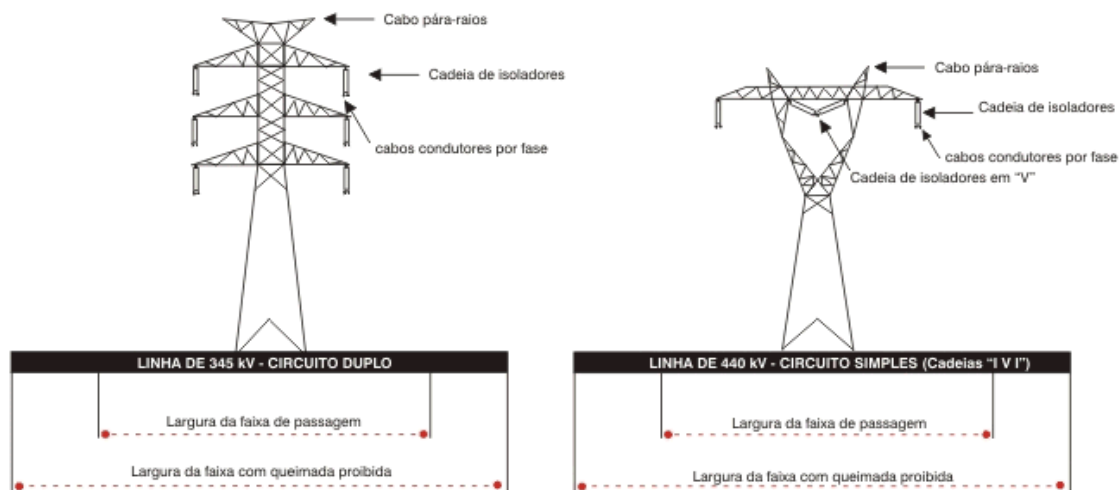 Cabo pára-raios
Cadeia de isoladores
cabos condutores por fase
LINHA DE 345 kV - CIRCUITO DUPLO
Largura da faixa de passagem
Largura da faixa com queimada proibida
Cabo pára-raios
Cadeia de isoladores
cabos condutores por fase
Cadeia de isoladores em “V”
LINHA DE 440 kV - CIRCUITO SIMPLES (Cadeias “I V I”)
Largura da faixa de passagem
Largura da faixa com queimada proibida